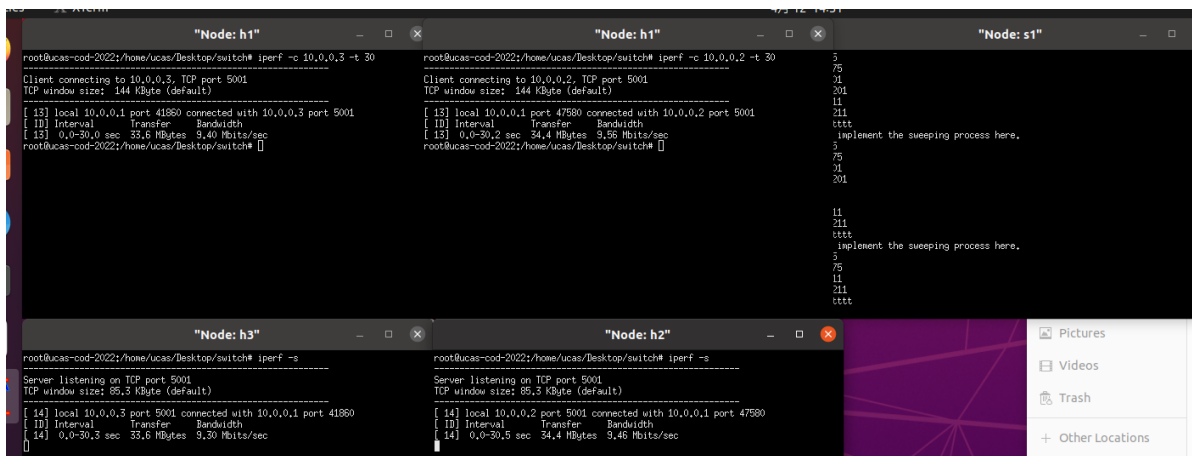 "Node: h1"
root@ucas-cod-2022:/home/ucas/Desktop/switch# iperf -c 10.0.0.3 -t 30
------------------------------------------------------------
Client connecting to 10.0.0.3, TCP port 5001
TCP window size: 144 KByte (default)
------------------------------------------------------------
[ 13] local 10.0.0.1 port 41860 connected with 10.0.0.3 port 5001
[ ID] Interval Transfer Bandwidth
[ 13] 0.0-30.0 sec 33.6 MBytes 9.40 Mbits/sec
root@ucas-cod-2022:/home/ucas/Desktop/switch#
"Node: h1"
root@ucas-cod-2022:/home/ucas/Desktop/switch# iperf -c 10.0.0.2 -t 30
------------------------------------------------------------
Client connecting to 10.0.0.2, TCP port 5001
TCP window size: 144 KByte (default)
------------------------------------------------------------
[ 13] local 10.0.0.1 port 47580 connected with 10.0.0.2 port 5001
[ ID] Interval Transfer Bandwidth
[ 13] 0.0-30.2 sec 34.4 MBytes 9.56 Mbits/sec
root@ucas-cod-2022:/home/ucas/Desktop/switch#
"Node: s1"
75
201
11
211
tttt
implement the sweeping process here.
75
201
11
211
tttt
implement the sweeping process here.
75
11
211
tttt
"Node: h3"
root@ucas-cod-2022:/home/ucas/Desktop/switch# iperf -s
------------------------------------------------------------
Server listening on TCP port 5001
TCP window size: 85.3 KByte (default)
------------------------------------------------------------
[ 14] local 10.0.0.3 port 5001 connected with 10.0.0.1 port 41860
[ ID] Interval Transfer Bandwidth
[ 14] 0.0-30.3 sec 33.6 MBytes 9.30 Mbits/sec
"Node: h2"
root@ucas-cod-2022:/home/ucas/Desktop/switch# iperf -s
------------------------------------------------------------
Server listening on TCP port 5001
TCP window size: 85.3 KByte (default)
------------------------------------------------------------
[ 14] local 10.0.0.2 port 5001 connected with 10.0.0.1 port 47580
[ ID] Interval Transfer Bandwidth
[ 14] 0.0-30.5 sec 34.4 MBytes 9.46 Mbits/sec
Pictures
Videos
Trash
+ Other Locations